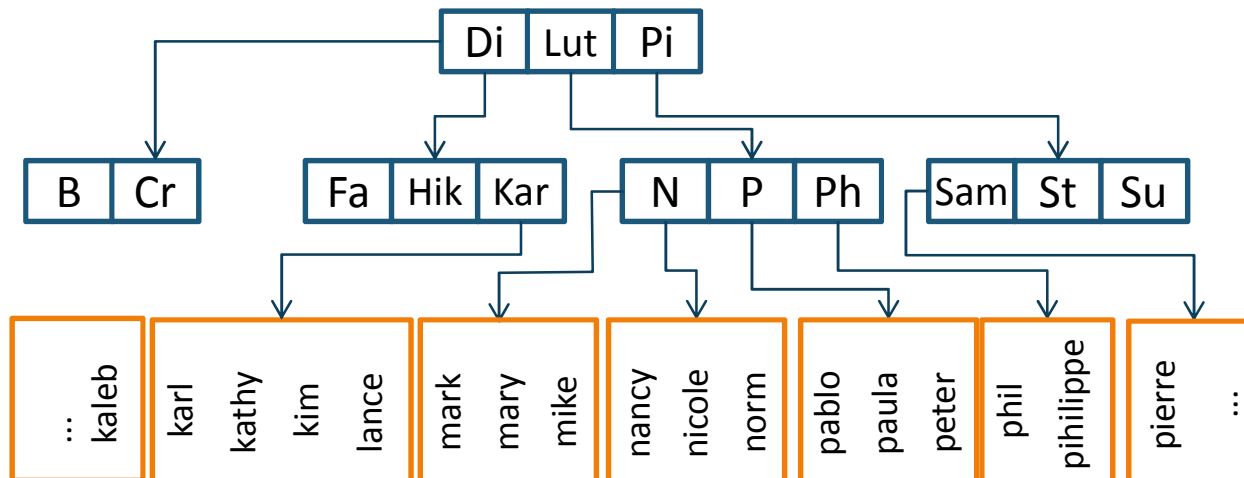 Di Lut Pi
B Cr
Fa Hik Kar
N P Ph
Sam St Su
... kaleb
karl kathy kim lance
mark mary mike
nancy nicole norm
pablo paula peter
phil pihilippe
pierre ...